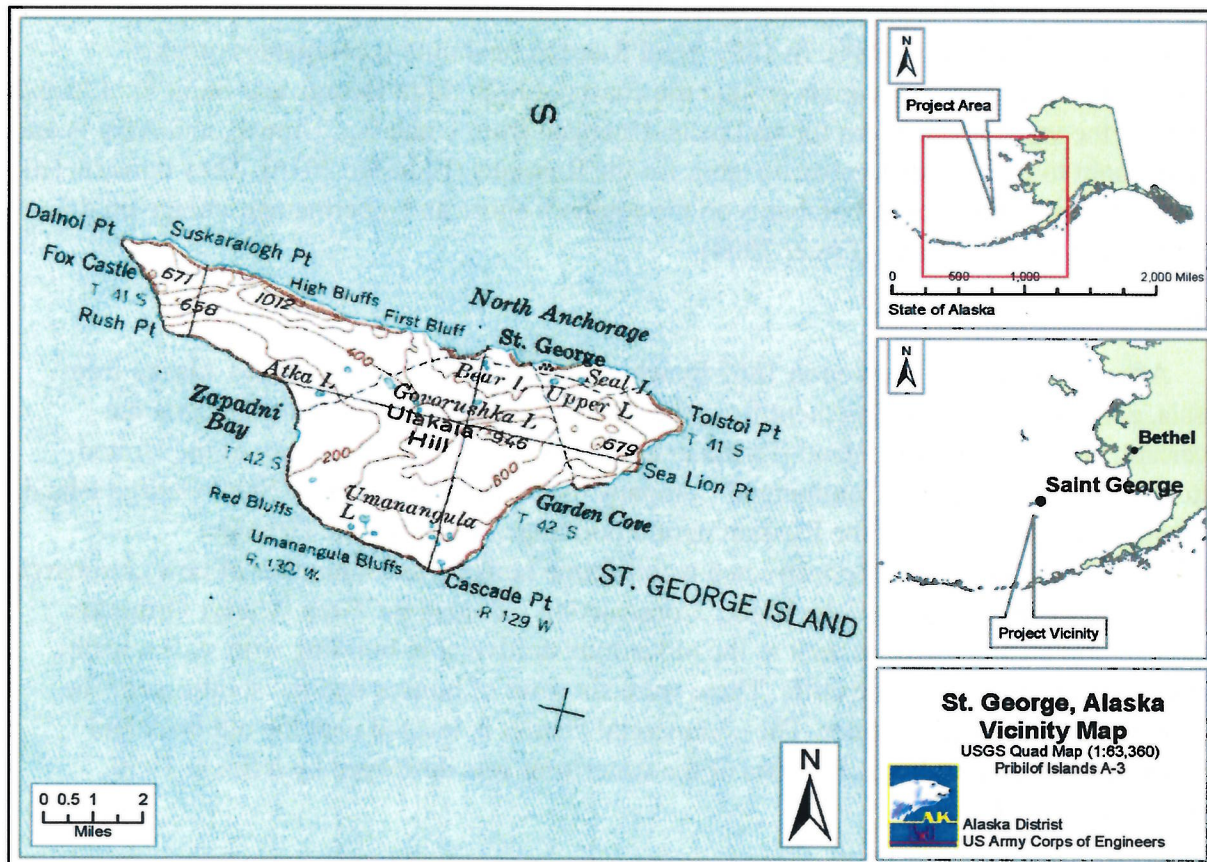 S
Dalnoi Pt
Suskaralogh Pt
Fox Castle
671
T 41 S
658
1012
High Bluffs
First Bluff
North Anchorage
St. George
Rush Pt
400
Atka L
Bear L
Seal L
Upper L
Govorushka L
Tolstoi Pt
T 41 S
Zapadni
Bay
Ulakaia
Hill
946
679
T 42 S
200
600
Sea Lion Pt
Red Bluffs
Umanangula
L
Garden Cove
T 42 S
Umanangula Bluffs
R 130 W
Cascade Pt
R 129 W
ST. GEORGE ISLAND
0 0.5 1 2
Miles
N
N
Project Area
0 500 1,000 2,000 Miles
State of Alaska
N
Bethel
Saint George
Project Vicinity
St. George, Alaska
Vicinity Map
USGS Quad Map (1:63,360)
Pribilof Islands A-3
AK
Alaska District
US Army Corps of Engineers